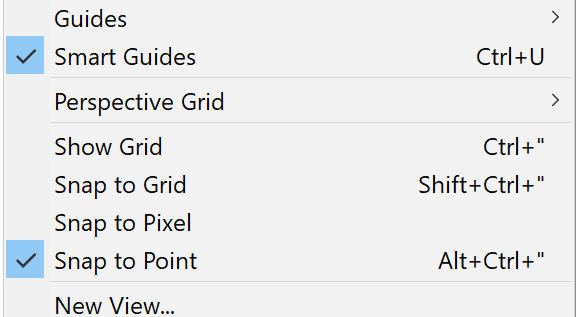 Guides
Smart Guides Ctrl+U
Perspective Grid
Show Grid Ctrl+"
Snap to Grid Shift+Ctrl+"
Snap to Pixel
Snap to Point Alt+Ctrl+"
New View...